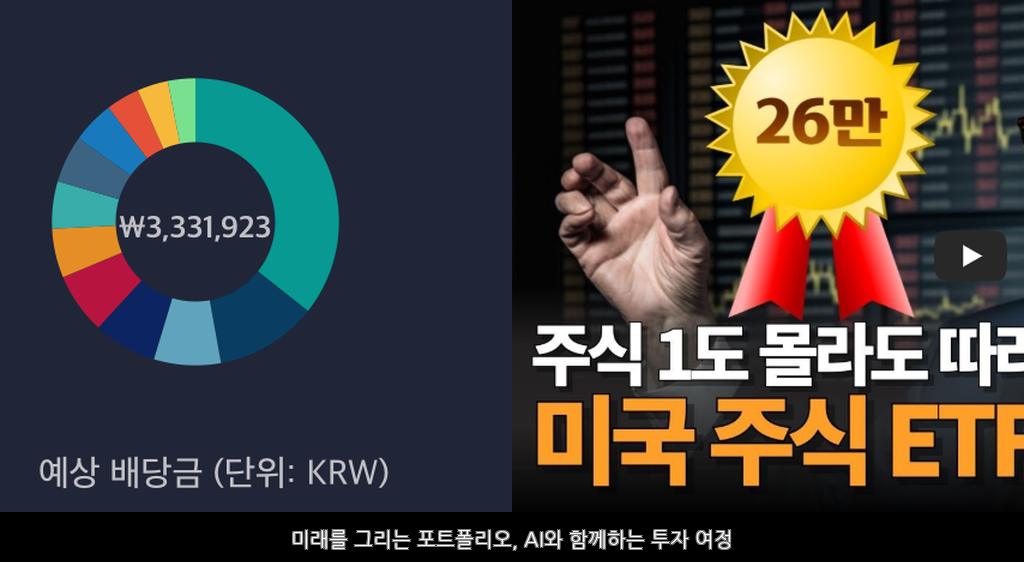 ₩3,331,923
예상 배당금 (단위: KRW)
26만
주식 1도 몰라도 따라
미국 주식 ETF
미래를 그리는 포트폴리오, AI와 함께하는 투자 여정